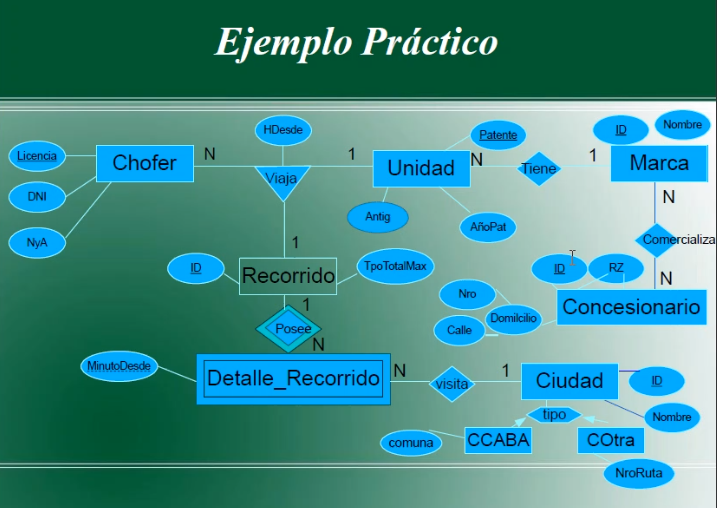 Ejemplo Práctico
HDesde
ID
Nombre
Licencia
Chofer
N
1
Patente
Unidad
N
Tiene
1
Marca
Viaja
DNI
N
Antig
AñoPat
NyA
1
Comercializa
ID
Recorrido
TpoTotalMax
ID
RZ
N
Nro
Concesionario
1
Domilcilio
Calle
Posee
N
MinutoDesde
Detalle_Recorrido
N
visita
1
Ciudad
ID
tipo
Nombre
comuna
CCABA
COtra
NroRuta